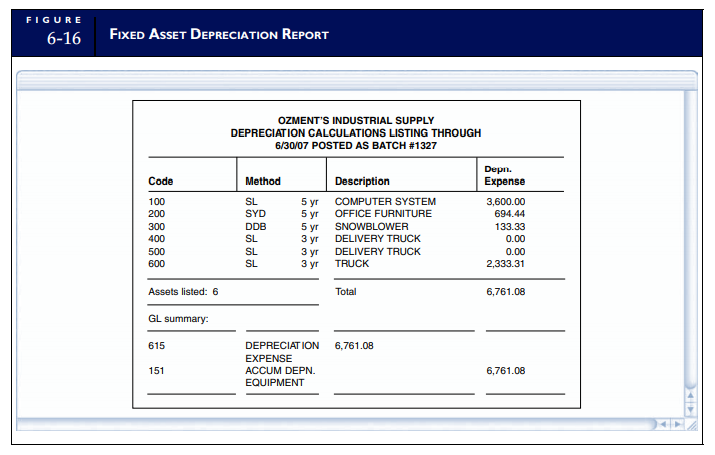 FIGURE
6-16 FIXED ASSET DEPRECIATION REPORT
OZMENT'S INDUSTRIAL SUPPLY
DEPRECIATION CALCULATIONS LISTING THROUGH
6/30/07 POSTED AS BATCH #1327
Depn.
Code Method Description Expense
100 SL 5 yr COMPUTER SYSTEM 3,600.00
200 SYD 5 yr OFFICE FURNITURE 694.44
300 DDB 5 yr SNOWBLOWER 133.33
400 SL 3 yr DELIVERY TRUCK 0.00
500 SL 3 yr DELIVERY TRUCK 0.00
600 SL 3 yr TRUCK 2,333.31
Assets listed: 6 Total 6,761.08
GL summary:
615 DEPRECIATION 6,761.08
EXPENSE
151 ACCUM DEPN. 6,761.08
EQUIPMENT